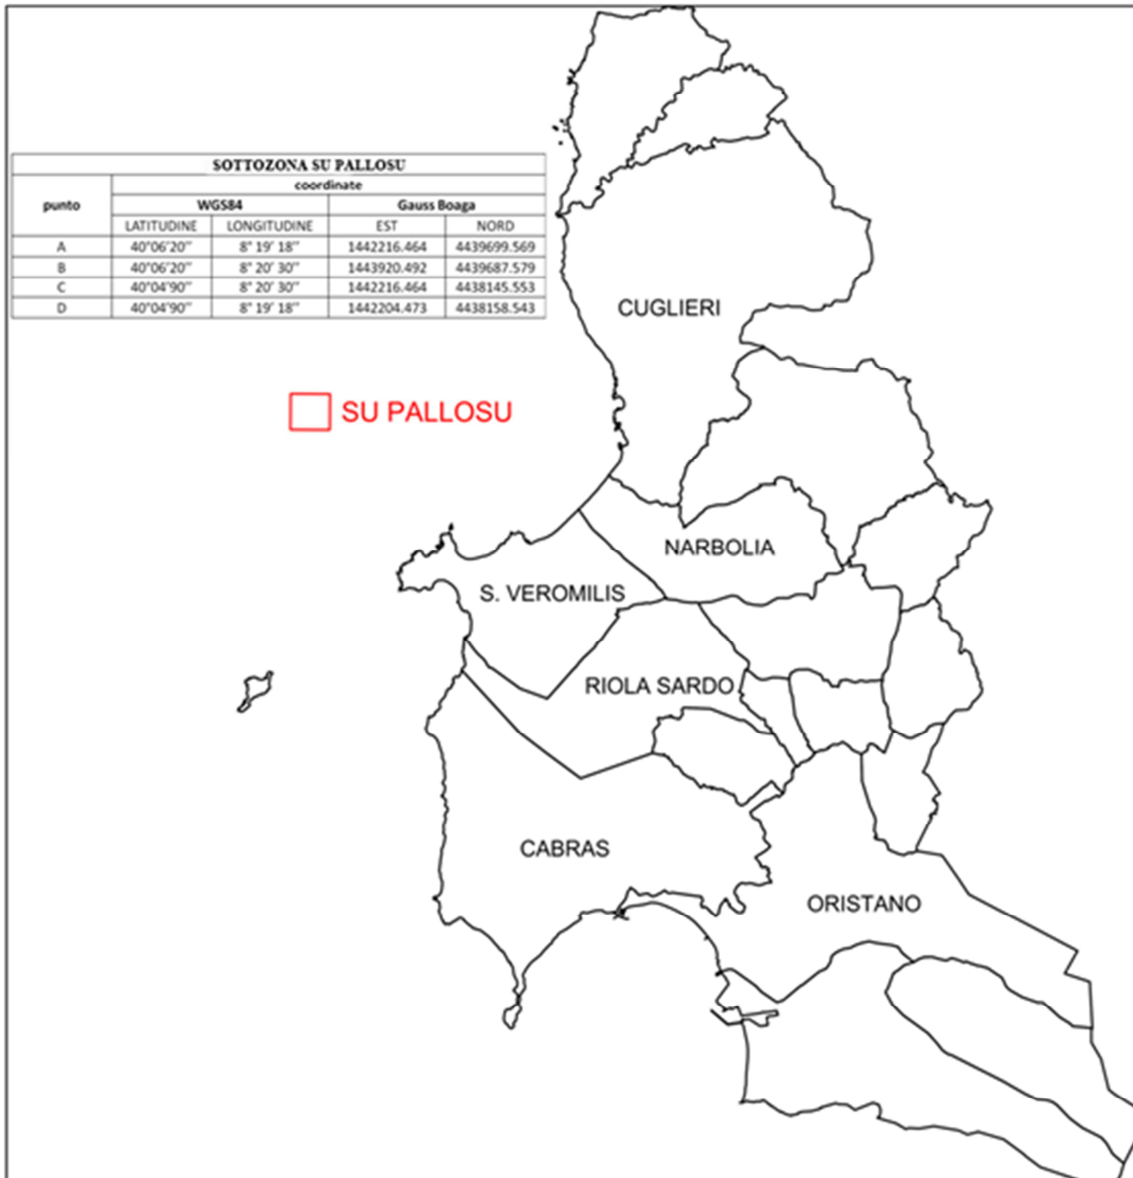 SOTTOZONA SU PALLOSU
coordinate
punto WGS84 Gauss Boaga
LATITUDINE LONGITUDINE EST NORD
A 40°06'20" 8° 19' 18" 1442216.464 4439699.569
B 40°06'20" 8° 20' 30" 1443920.492 4439687.579
C 40°04'90" 8° 20' 30" 1442216.464 4438145.553
D 40°04'90" 8° 19' 18" 1442204.473 4438158.543
CUGLIERI
SU PALLOSU
NARBOLIA
S. VEROMILIS
RIOLA SARDO
CABRAS
ORISTANO